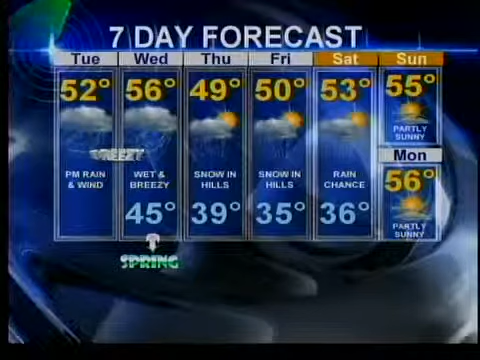 7 DAY FORECAST
Tue Wed Thu Fri Sat Sun
52° 56° 49° 50° 53° 55°
BREEZY
PARTLY
SUNNY
PM RAIN
& WIND
WET &
BREEZY
SNOW IN
HILLS
SNOW IN
HILLS
RAIN
CHANCE
45° 39° 35° 36°
Mon
56°
PARTLY
SUNNY
SPRING